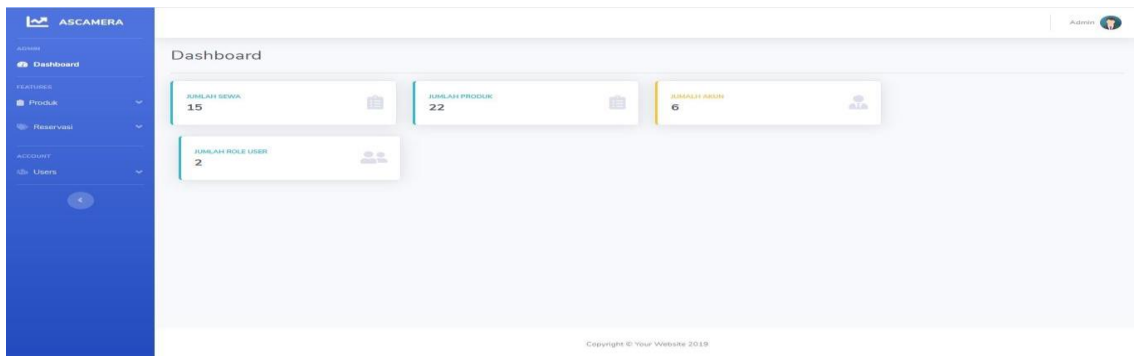 ASCAMERA
Admin
ADMIN
Dashboard
FEATURES
Produk
Reservasi
ACCOUNT
Users
Dashboard
JUMLAH SEWA
15
JUMLAH PRODUK
22
JUMALH AKUN
6
JUMLAH ROLE USER
2
Copyright © Your Website 2019